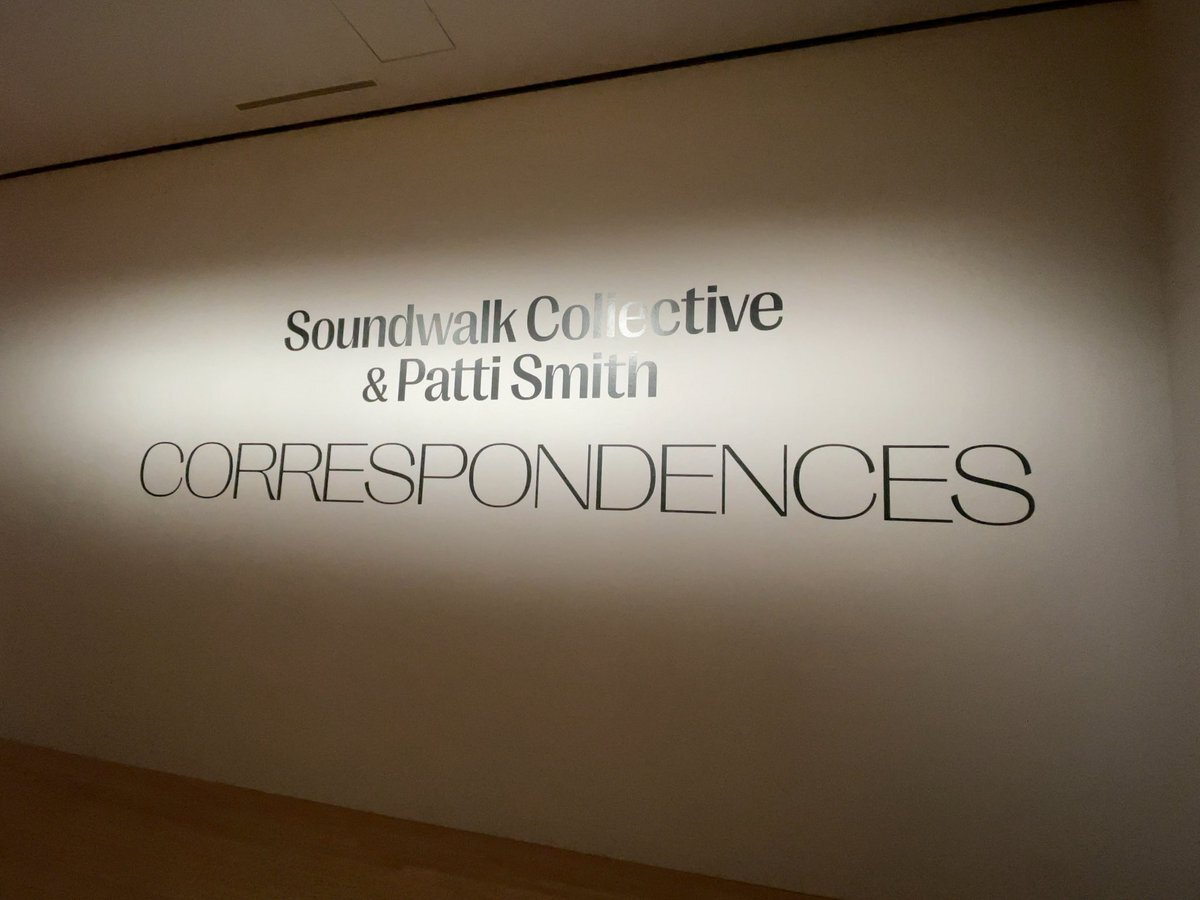 Soundwalk Collective
& Patti Smith
CORRESPONDENCES